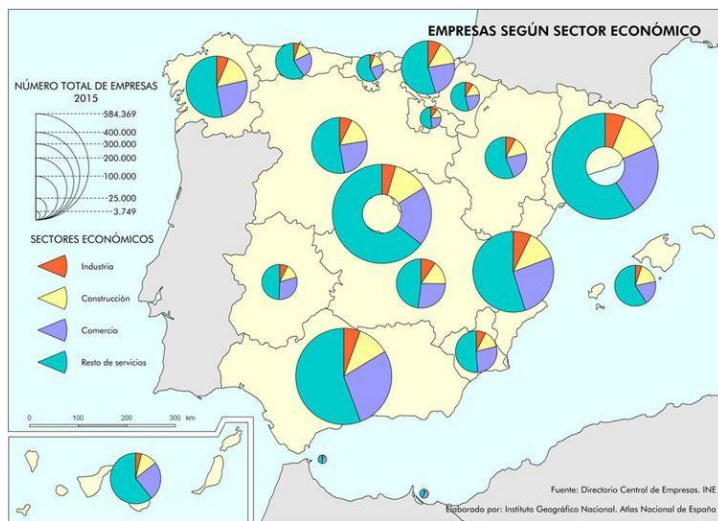 EMPRESAS SEGÚN SECTOR ECONÓMICO
NÚMERO TOTAL DE EMPRESAS
2015
584.369
400.000
300.000
200.000
100.000
25.000
3.749
SECTORES ECONÓMICOS
Industria
Construcción
Comercio
Resto de servicios
0 100 200 300 km
Fuente: Directorio Central de Empresas. INE
Elaborado por: Instituto Geográfico Nacional. Atlas Nacional de España